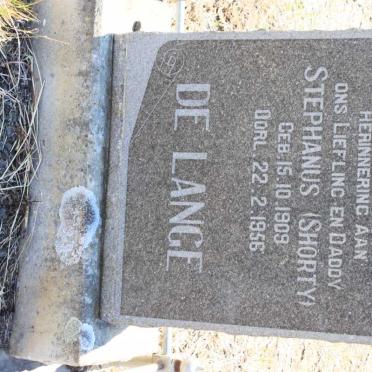 HERINNERING AAN
ONS LIEFLING EN DADDY
STEPHANUS (SHORTY
GEB. 15.10.1909
OORL. 22. 2.1956
DE LANGE